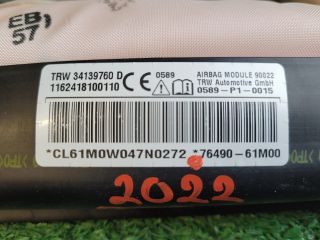 EB
57
TRW 34139760 D
1162418100110
CE
0589
AIRBAG MODULE 90022
TRW Automotive GmbH
0589-P1-0015
*CL61M0W047N0272 * *76490-61M00
2022